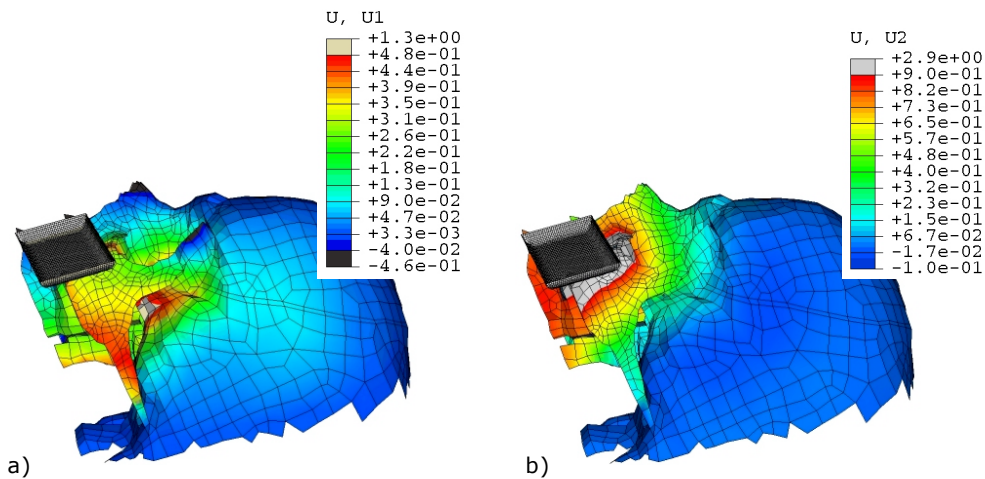 U, U1
+1.3e+00
+4.8e-01
+4.4e-01
+3.9e-01
+3.5e-01
+3.1e-01
+2.6e-01
+2.2e-01
+1.8e-01
+1.3e-01
+9.0e-02
+4.7e-02
+3.3e-03
-4.0e-02
-4.6e-01
a)
U, U2
+2.9e+00
+9.0e-01
+8.2e-01
+7.3e-01
+6.5e-01
+5.7e-01
+4.8e-01
+4.0e-01
+3.2e-01
+2.3e-01
+1.5e-01
+6.7e-02
-1.7e-02
-1.0e-01
b)